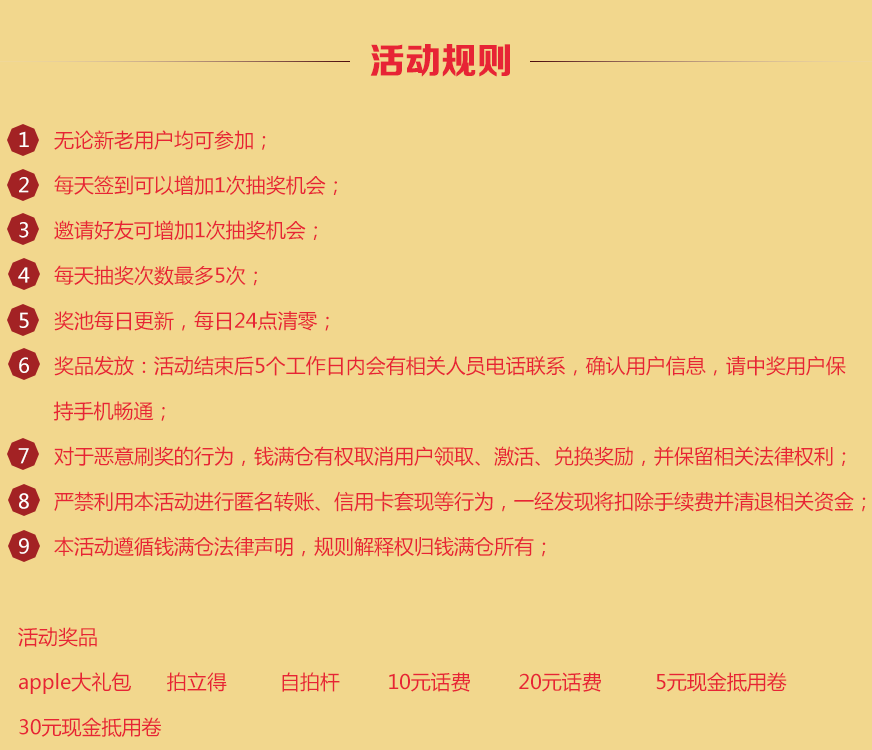 活动规则
1 无论新老用户均可参加；
2 每天签到可以增加1次抽奖机会；
3 邀请好友可增加1次抽奖机会；
4 每天抽奖次数最多5次；
5 奖池每日更新，每日24点清零；
6 奖品发放：活动结束后5个工作日内会有相关人员电话联系，确认用户信息，请中奖用户保
持手机畅通；
7 对于恶意刷奖的行为，钱满仓有权取消用户领取、激活、兑换奖励，并保留相关法律权利；
8 严禁利用本活动进行匿名转账、信用卡套现等行为，一经发现将扣除手续费并清退相关资金；
9 本活动遵循钱满仓法律声明，规则解释权归钱满仓所有；
活动奖品
apple大礼包 拍立得 自拍杆 10元话费 20元话费 5元现金抵用卷
30元现金抵用卷